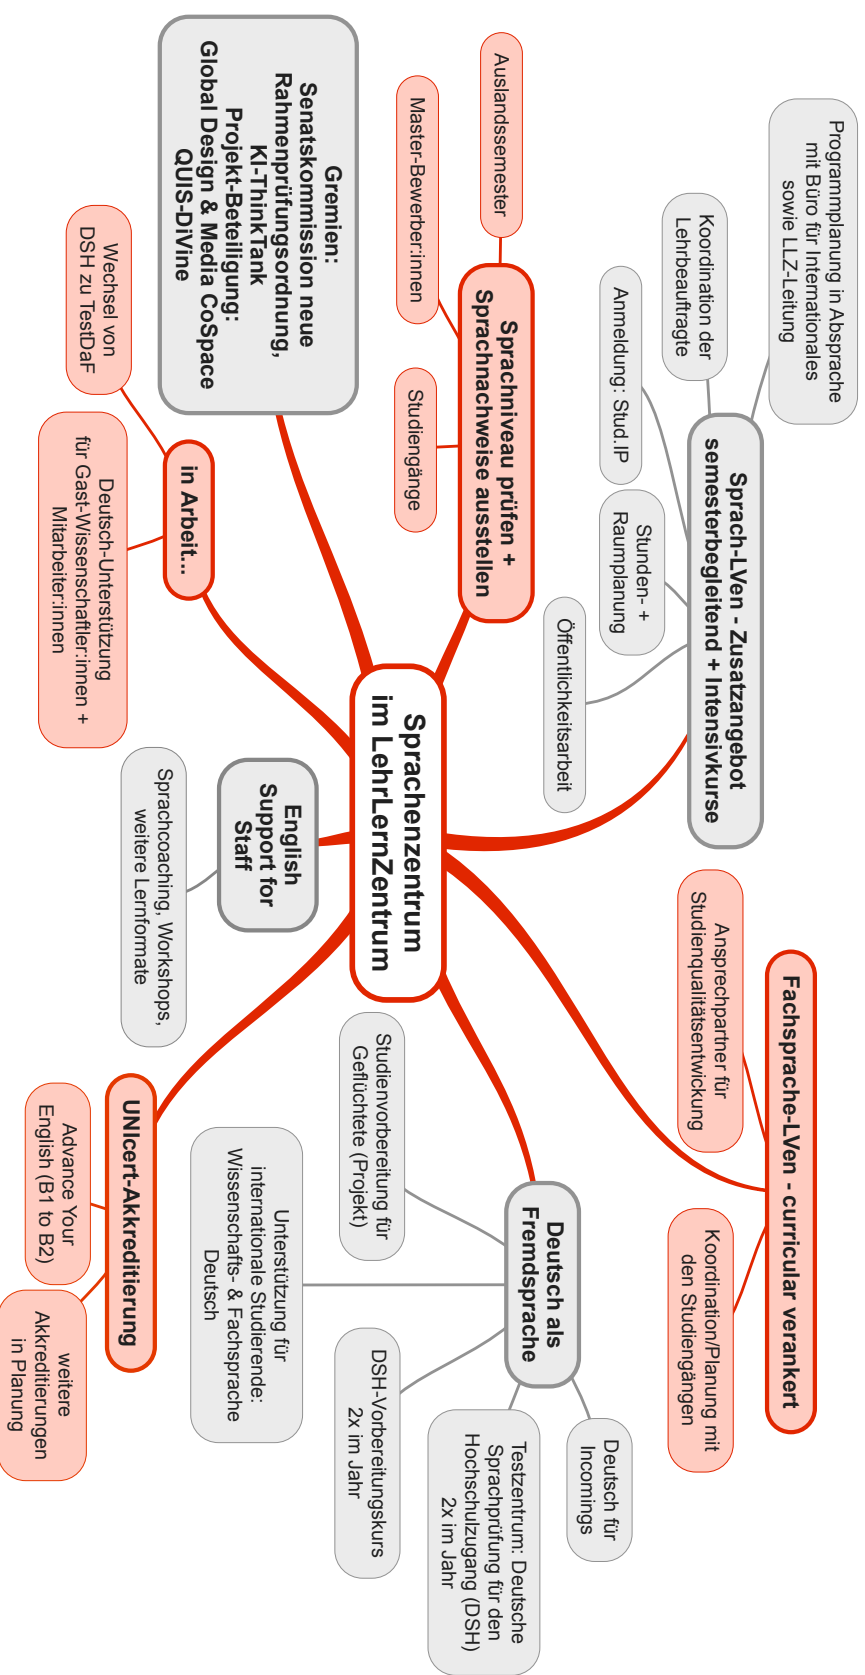 Programmplanung in Absprache
mit Büro für Internationales
sowie LLZ-Leitung
Koordination der
Lehrbeauftragte
Anmeldung: Stud.IP
Stunden- +
Raumplanung
Öffentlichkeitsarbeit
Sprach-LVen - Zusatzangebot
semesterbegleitend + Intensivkurse
Fachsprache-LVen - curricular verankert
Ansprechpartner für
Studienqualitätsentwickung
Koordination/Planung mit
den Studiengängen
Auslandssemester
Master-Bewerber:innen
Studiengänge
Sprachniveau prüfen +
Sprachnachweise ausstellen
Sprachenzentrum
im LehrLernZentrum
Deutsch als
Fremdsprache
Deutsch für
Incomings
Testzentrum: Deutsche
Sprachprüfung für den
Hochschulzugang (DSH)
2x im Jahr
DSH-Vorbereitungskurs
2x im Jahr
Studienvorbereitung für
Geflüchtete (Projekt)
Unterstützung für
internationale Studierende:
Wissenschafts- & Fachsprache
Deutsch
Gremien:
Senatskommission neue
Rahmenprüfungsordnung,
KI-ThinkTank
Projekt-Beteiligung:
Global Design & Media CoSpace
QUIS-DiVine
in Arbeit...
Wechsel von
DSH zu TestDaF
Deutsch-Unterstützung
für Gast-Wissenschaftler:innen +
Mitarbeiter:innen
English
Support for
Staff
Sprachcoaching, Workshops,
weitere Lernformate
UNIcert-Akkreditierung
Advance Your
English (B1 to B2)
weitere
Akkreditierungen
in Planung